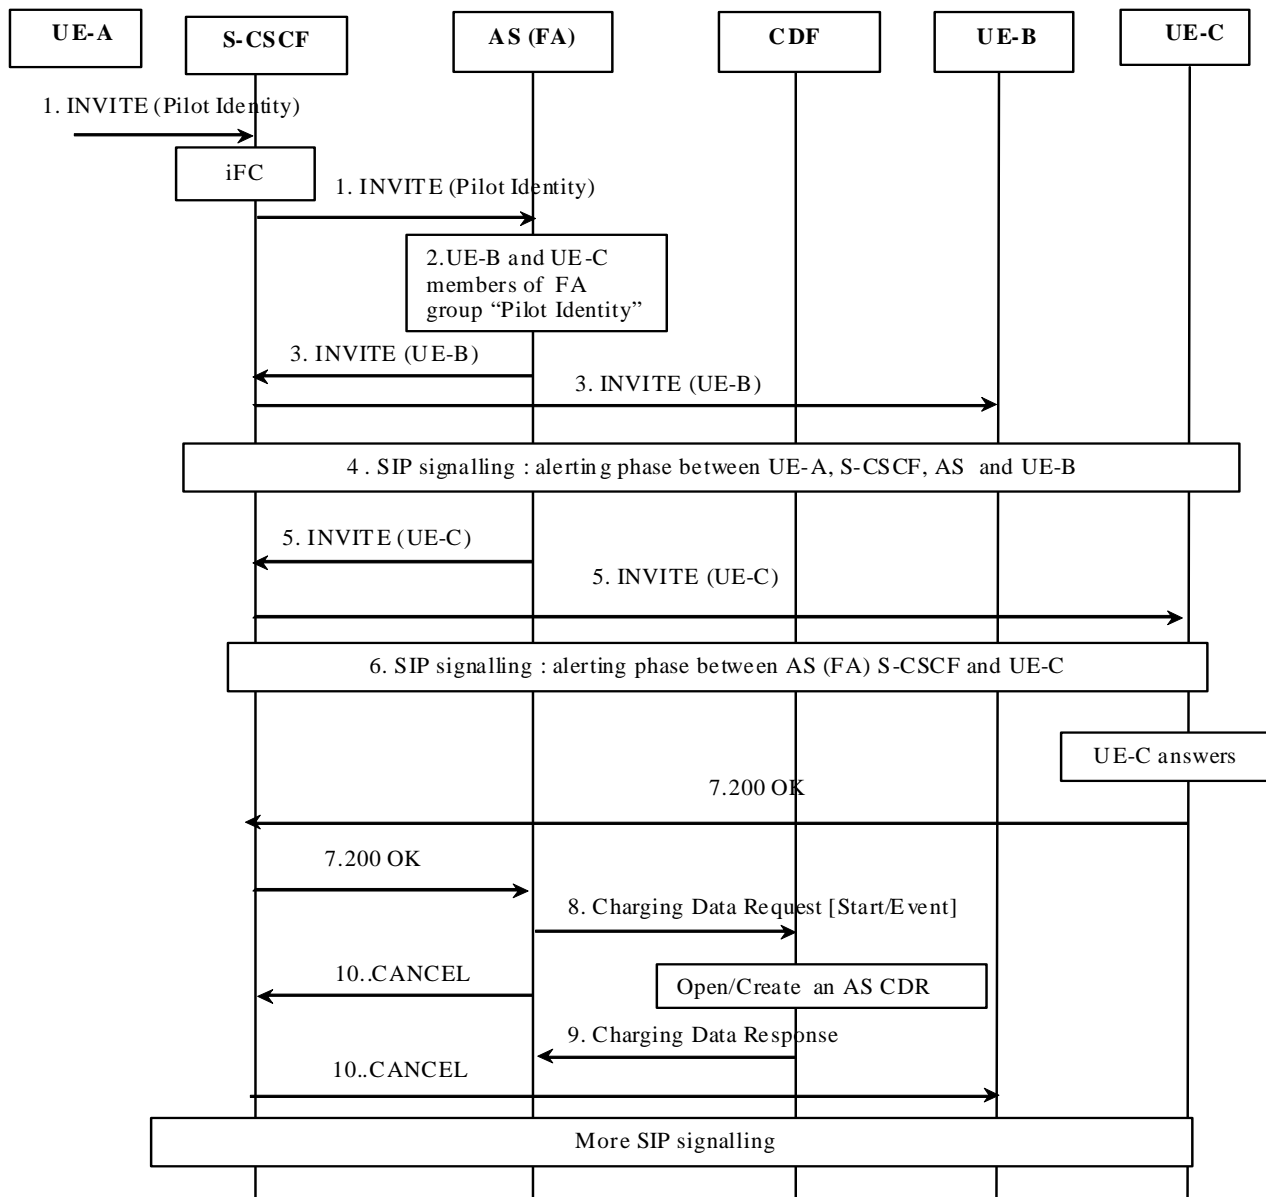 UE-A
S-CSCF
AS (FA)
CDF
UE-B
UE-C
1. INVITE (Pilot Identity)
iFC
1. INVITE (Pilot Identity)
2.UE-B and UE-C
members of FA
group “Pilot Identity”
3. INVITE (UE-B)
3. INVITE (UE-B)
4 . SIP signalling : alerting phase between UE-A, S-CSCF, AS and UE-B
5. INVITE (UE-C)
5. INVITE (UE-C)
6. SIP signalling : alerting phase between AS (FA) S-CSCF and UE-C
UE-C answers
7.200 OK
7.200 OK
8. Charging Data Request [Start/Event]
10..CANCEL
Open/Create an AS CDR
9. Charging Data Response
10..CANCEL
More SIP signalling